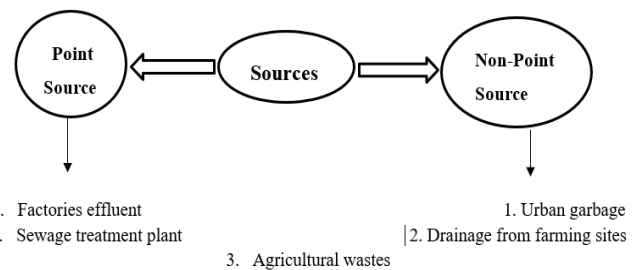 Point
Source
Sources
Non-Point
Source
. Factories effluent
. Sewage treatment plant
1. Urban garbage
2. Drainage from farming sites
3. Agricultural wastes